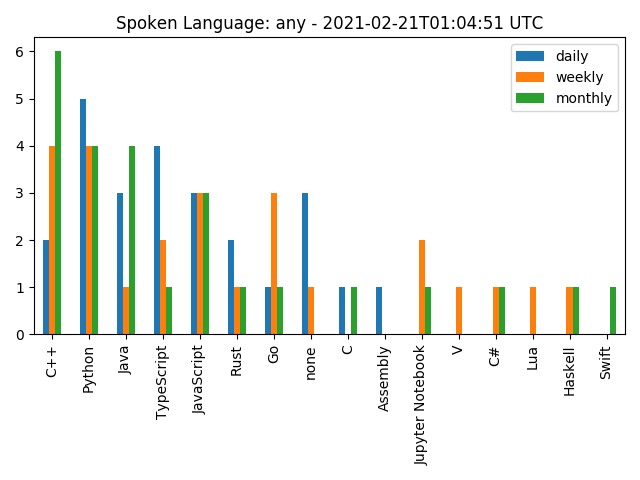 Spoken Language: any - 2021-02-21T01:04:51 UTC
daily
weekly
monthly
6
5
4
3
2
1
0
C++
Python
Java
TypeScript
JavaScript
Rust
Go
none
C
Assembly
Jupyter Notebook
V
C#
Lua
Haskell
Swift